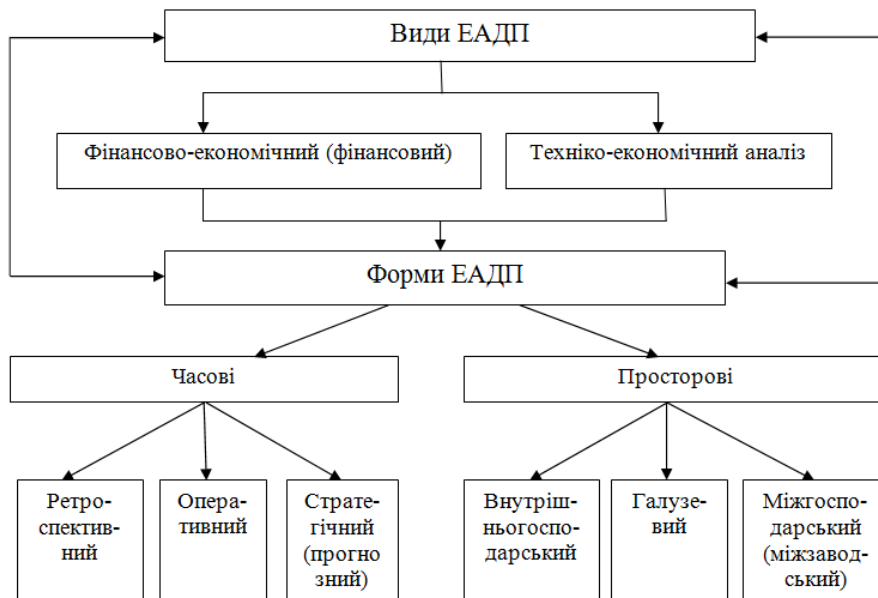 Види ЕАДП
Фінансово-економічний (фінансовий)
Техніко-економічний аналіз
Форми ЕАДП
Часові
Просторові
Ретро-
спектив-
ний
Опера-
тивний
Страте-
гічний
(прогно
зний)
Внутріш-
ньогоспо-
дарський
Галузе-
вий
Міжгоспо-
дарський
(міжзавод-
ський)